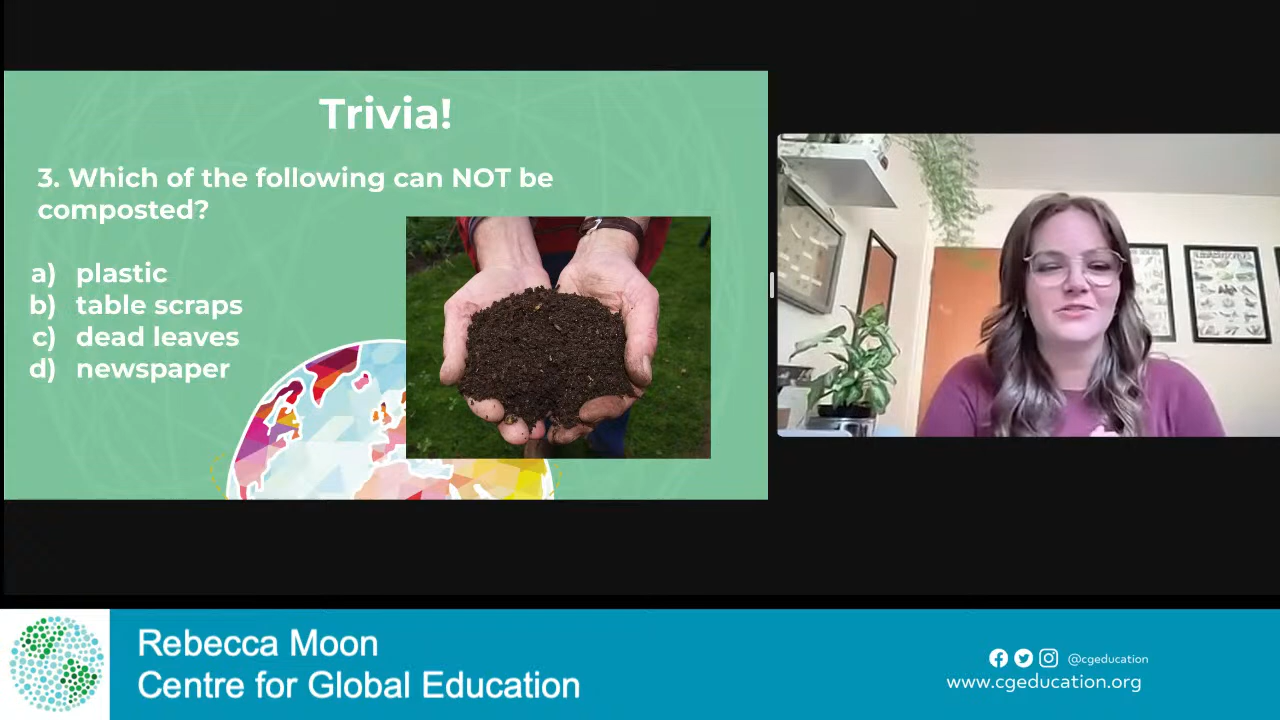 Trivia!
3. Which of the following can NOT be
composted?
a) plastic
b) table scraps
c) dead leaves
d) newspaper
Rebecca Moon
Centre for Global Education
@cgeducation
www.cgeducation.org